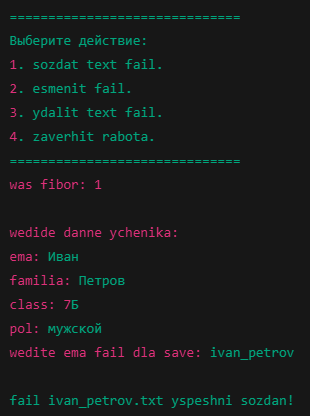 ==============================
Выберите действие:
1. sozdat text fail.
2. esmenit fail.
3. ydalit text fail.
4. zaverhit rabota.
==============================
was fibor: 1
wedide danne ychenika:
ema: Иван
familia: Петров
class: 7Б
pol: мужской
wedite ema fail dla save: ivan_petrov
fail ivan_petrov.txt yspeshni sozdan!